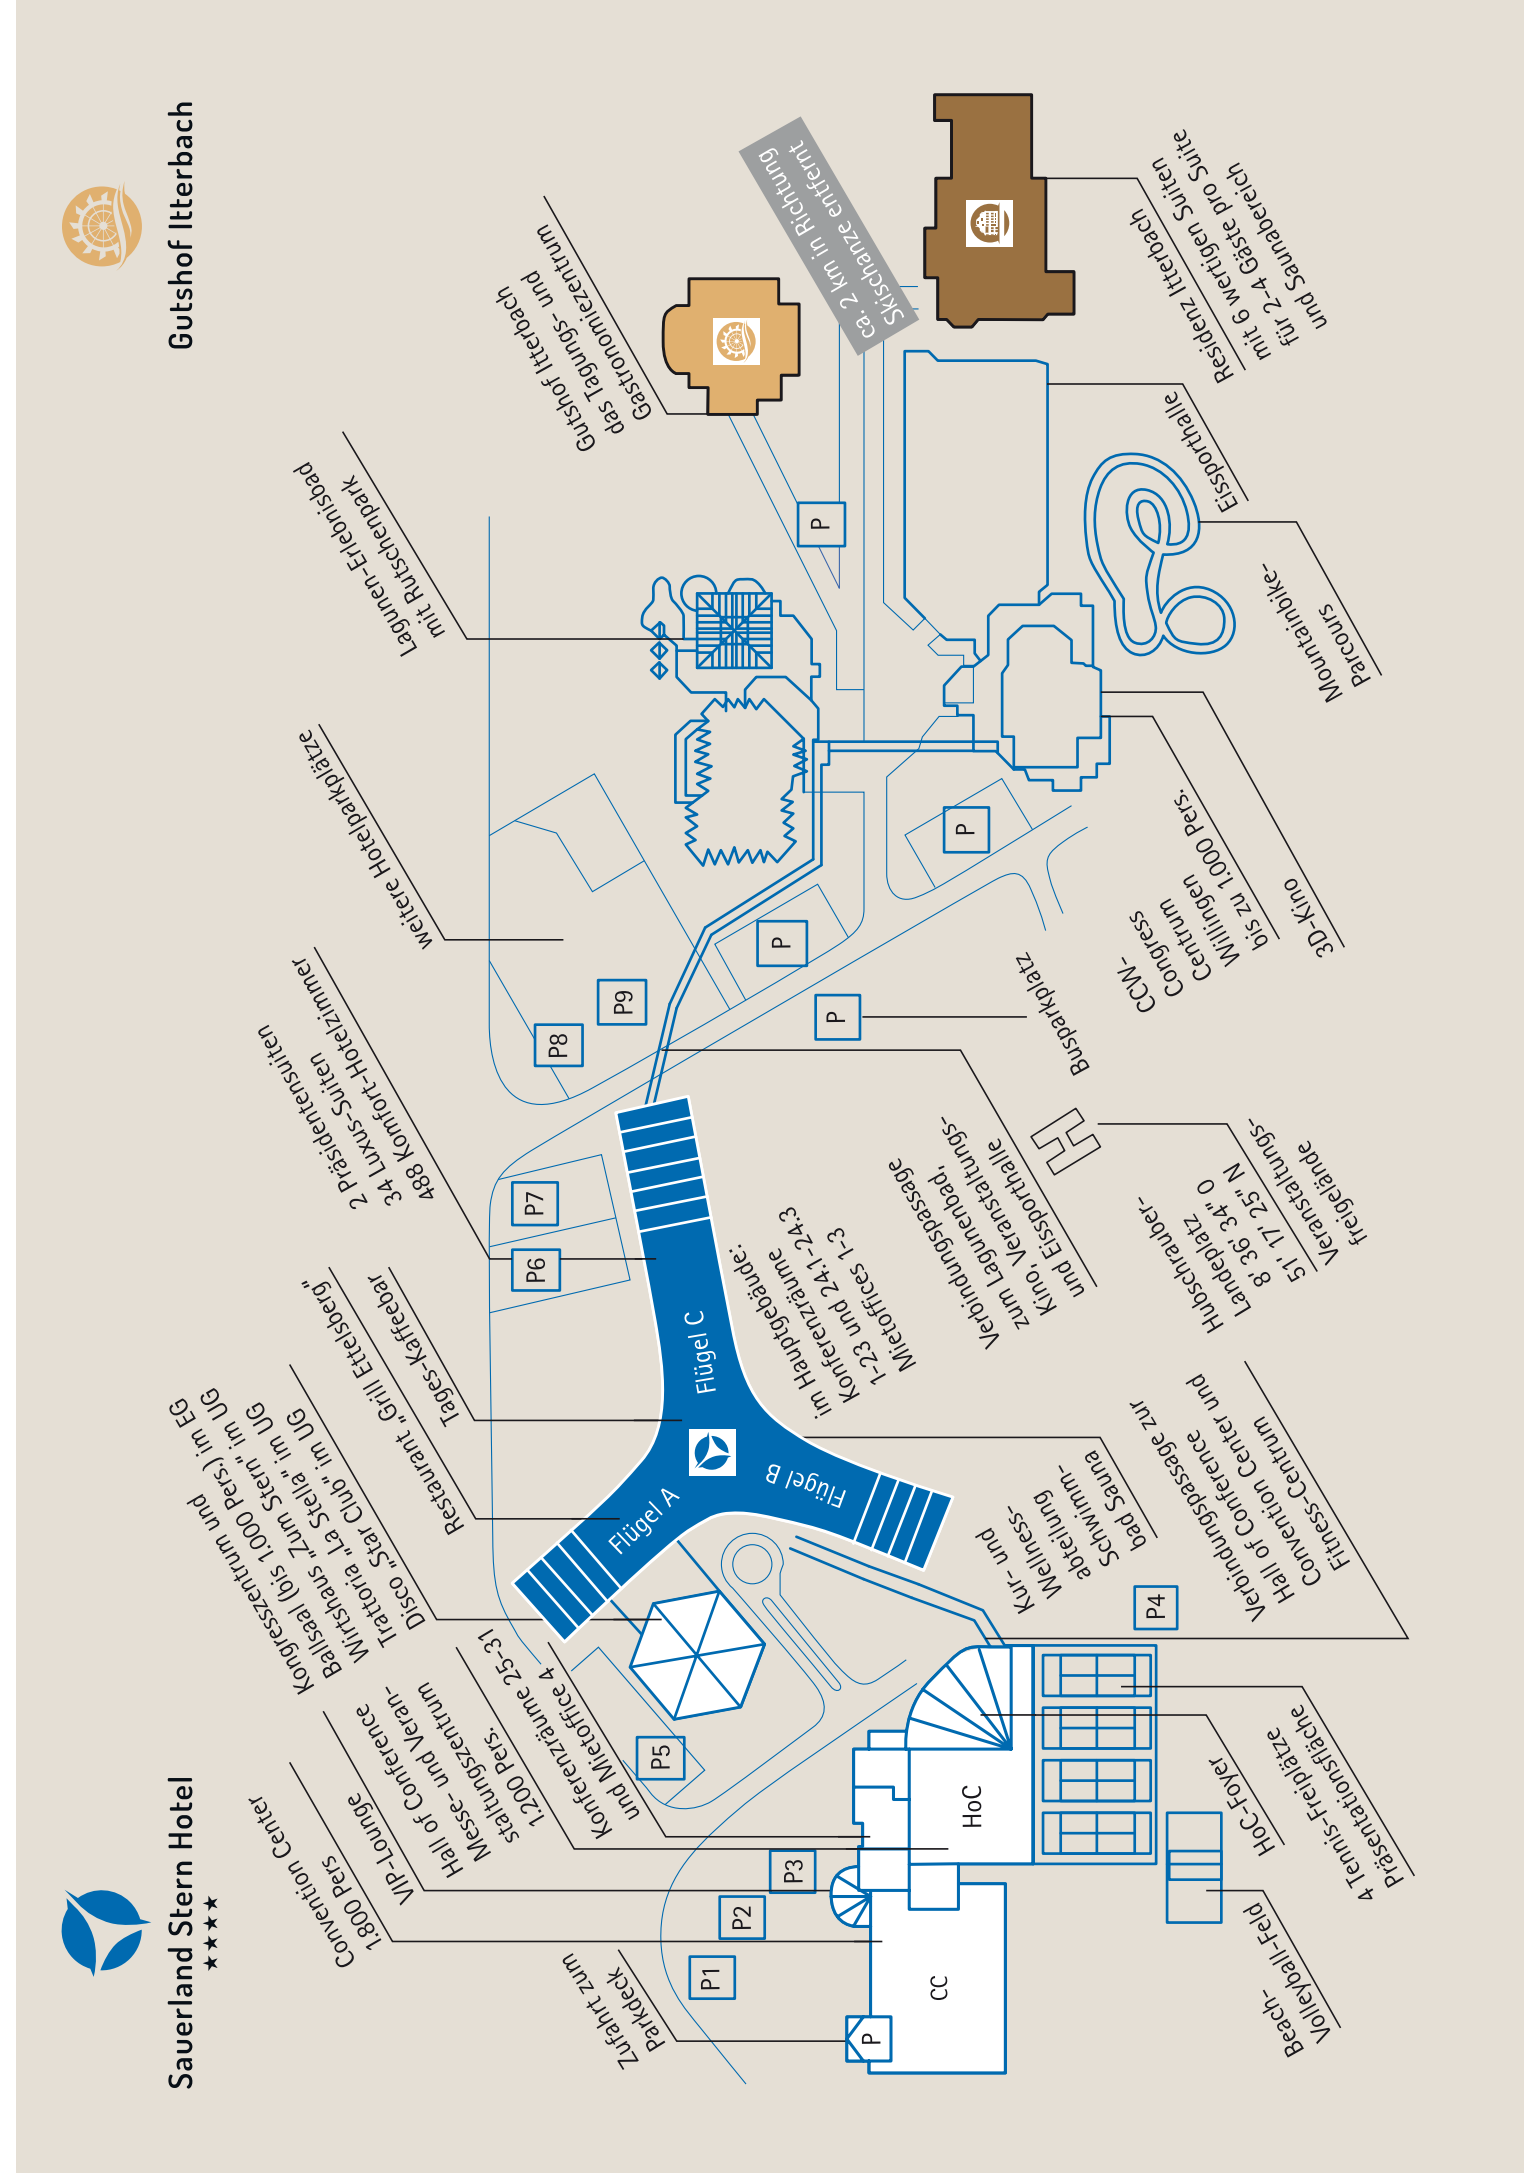 Sauerland Stern Hotel
★★★★
Gutshof Itterbach
Convention Center
1.800 Pers
VIP-Lounge
Hall of Conference
Messe- und Veran-
staltungszentrum
1.200 Pers.
Konferenzräume 25-31
und Mietoffice 4
Kongresszentrum und
Ballsaal (bis 1.000 Pers.) im EG
Wirtshaus „Zum Stern“ im UG
Trattoria „La Stella“ im UG
Disco „Star Club“ im UG
Restaurant „Grill Ettelsberg“
Tages-Kaffeebar
2 Präsidentensuiten
34 Luxus-Suiten
488 Komfort-Hotelzimmer
weitere Hotelparkplätze
Lagunen-Erlebnisbad
mit Rutschenpark
Gutshof Itterbach
das Tagungs- und
Gastronomiezentrum
ca. 2 km in Richtung
Skischanze entfernt
Zufahrt zum
Parkdeck
P1
P2
P3
P5
P6
P7
P8
P9
P
P
P
P
P
Flügel A
Flügel B
Flügel C
im Hauptgebäude:
Konferenzräume
1-23 und 24.1-24.3
Mietoffices 1-3
CC
HoC
P4
Kur- und
Wellness-
abteilung
Schwimm-
bad Sauna
Verbindungspassage
zum Lagunenbad,
Kino, Veranstaltungs-
und Eissporthalle
Busparkplatz
CCW-
Congress
Centrum
Willingen
bis zu 1.000 Pers.
3D-Kino
Mountainbike-
Parcours
Eissporthalle
Residenz Itterbach
mit 6 wertigen Suiten
für 2-4 Gäste pro Suite
und Saunabereich
H
Hubschrauber-
Landeplatz
8' 36' 34'' O
51' 17' 25'' N
Veranstaltungs-
freigelände
Verbindungspassage zur
Hall of Conference
Convention Center und
Fitness-Centrum
HoC-Foyer
4 Tennis-Freiplätze
Präsentationsfläche
Beach-
Volleyball-Feld